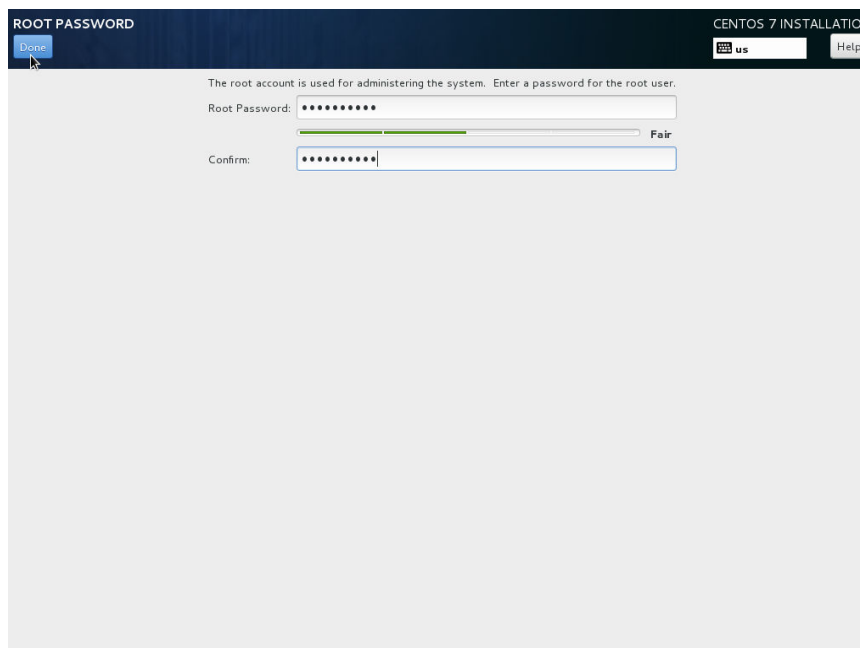 ROOT PASSWORD
CENTOS 7 INSTALLATIO
Done
us
Help
The root account is used for administering the system. Enter a password for the root user.
Root Password: ••••••••••
Fair
Confirm: ••••••••••